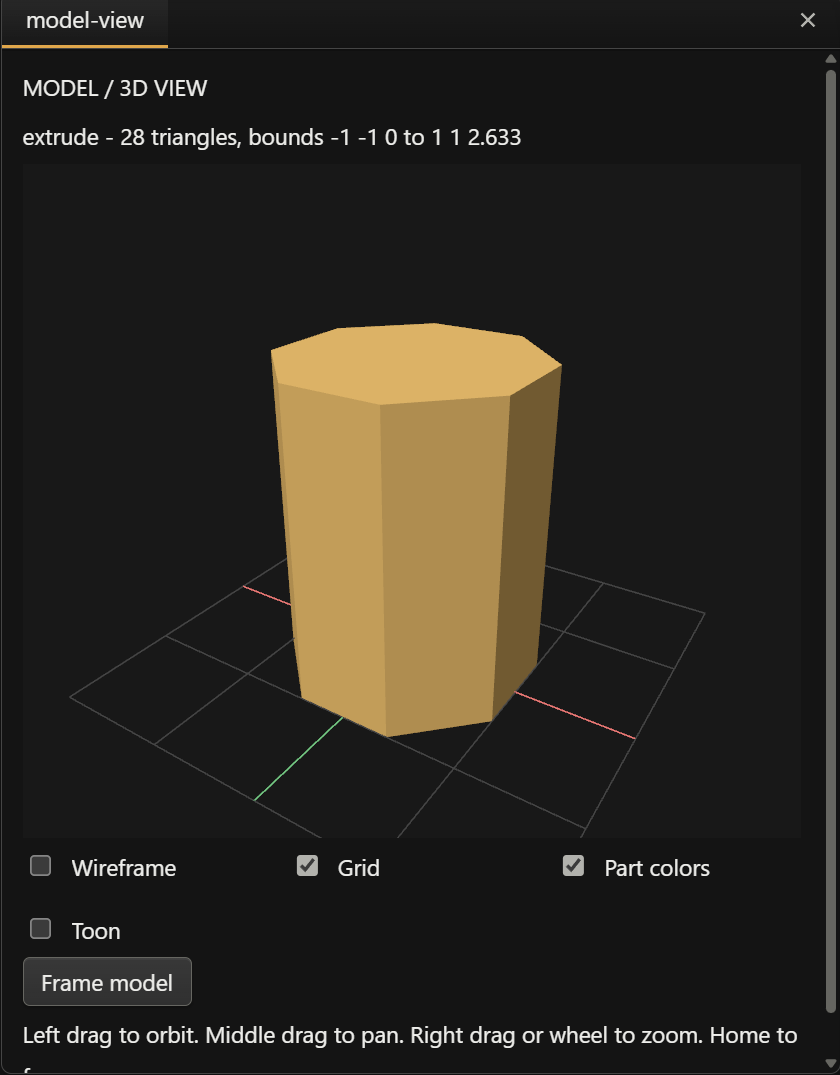 model-view
MODEL / 3D VIEW
extrude - 28 triangles, bounds -1 -1 0 to 1 1 2.633
Wireframe
Grid
Part colors
Toon
Frame model
Left drag to orbit. Middle drag to pan. Right drag or wheel to zoom. Home to